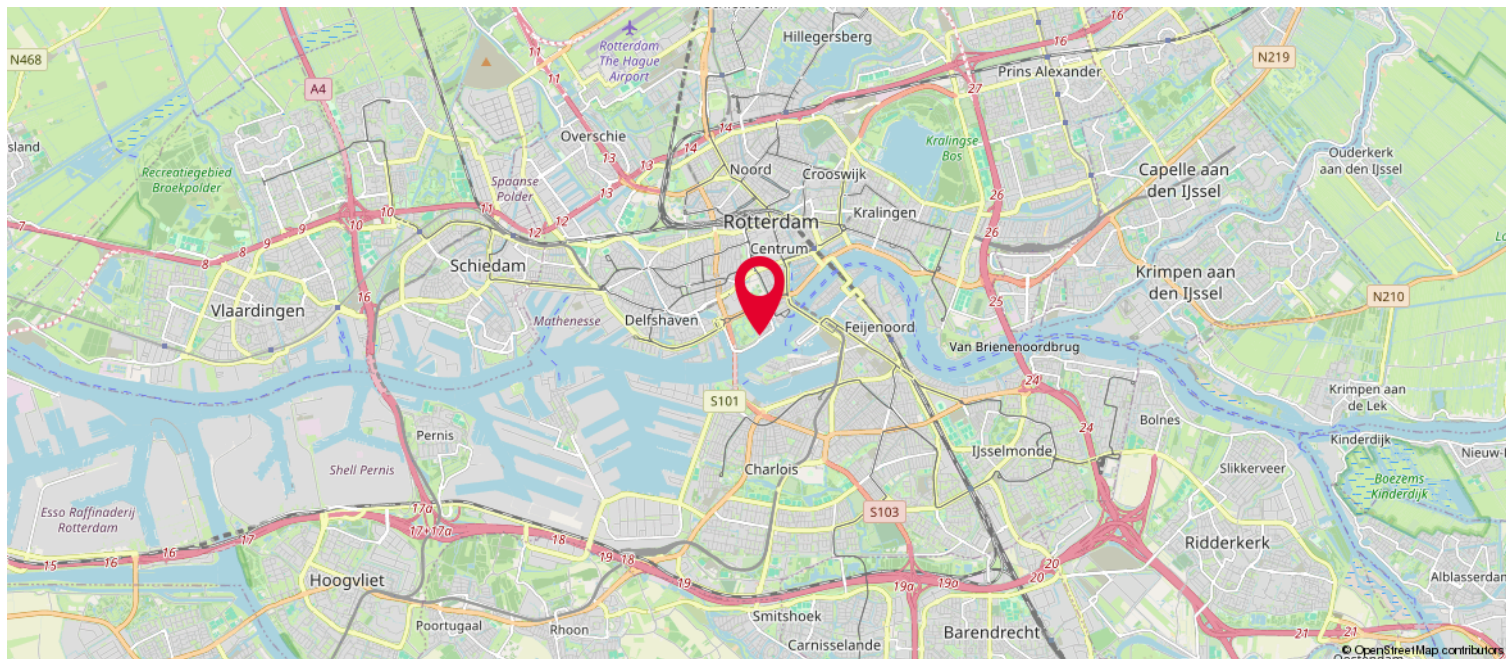 Hillegersberg
16
N468
Rotterdam
The Hague
Airport
11
11
N219
Prins Alexander
A4
27
16
Overschie
14
14
Kralingse
Bos
Ouderkerk
aan den IJssel
sland
Recreatiegebied
Broekpolder
13
13
Noord
Crooswijk
Capelle aan
den IJssel
Spaanse
Polder
13
26
10
10
11
12
12
Rotterdam
Kralingen
7
8
8
9
9
10
26
Centrum
Schiedam
Krimpen aan
den IJssel
16
25
N210
Vlaardingen
Mathenesse
Delfshaven
Feijenoord
Van Brienenoordbrug
24
Krimpen aan
de Lek
S101
Bolnes
24
Pernis
Kinderdijk
IJsselmonde
Nieuw-L
Shell Pernis
Charlois
Slikkerveer
Boezems
Kinderdijk
Esso Raffinaderij
Rotterdam
17a
S103
17+17a
15
16
16
17
18
19
18
19
19a
19a
20
20
Ridderkerk
Hoogvliet
Alblasserdam
Smitshoek
Poortugaal
Rhoon
Carnisselande
Barendrecht
21
21
© OpenStreetMap contributors